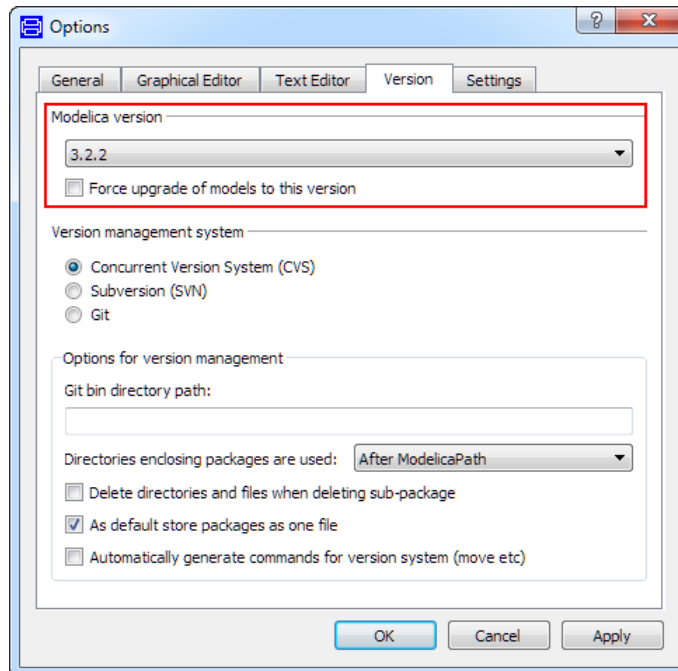 Options
General Graphical Editor Text Editor Version Settings
Modelica version
3.2.2
Force upgrade of models to this version
Version management system
Concurrent Version System (CVS)
Subversion (SVN)
Git
Options for version management
Git bin directory path:
Directories enclosing packages are used: After ModelicaPath
Delete directories and files when deleting sub-package
As default store packages as one file
Automatically generate commands for version system (move etc)
OK Cancel Apply